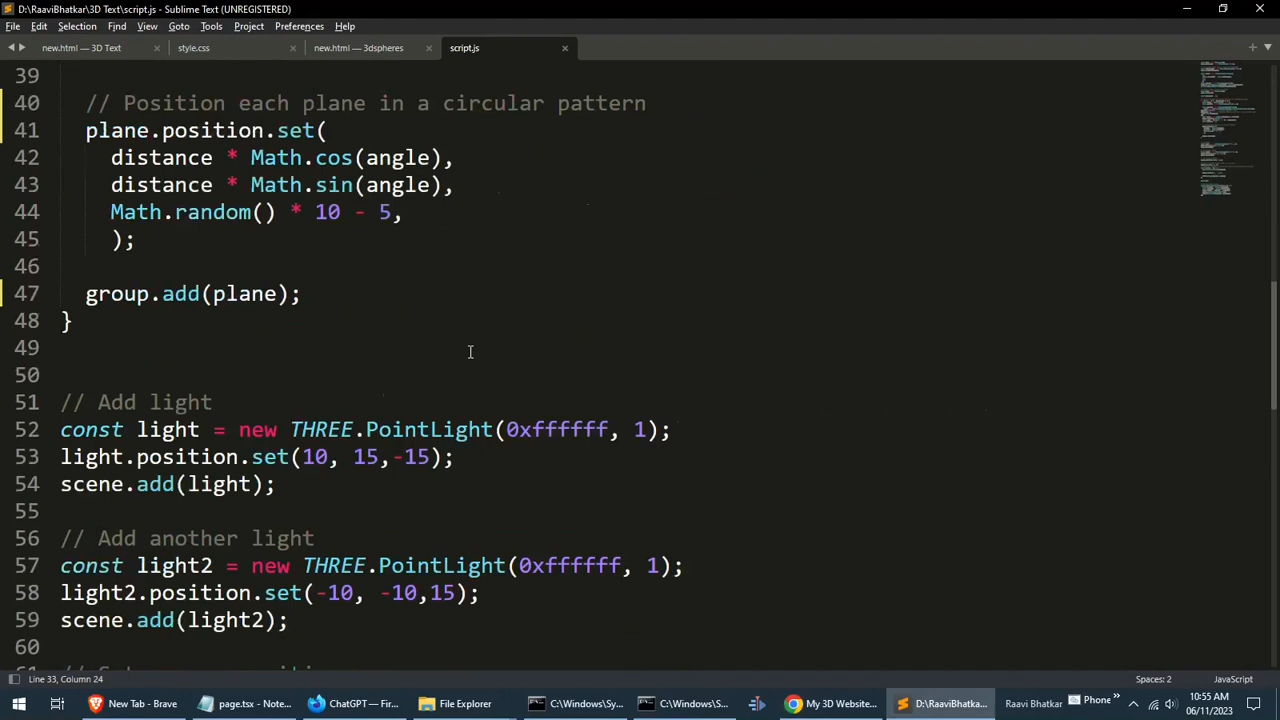 D:\RaaviBhatkar\3D Text\script.js - Sublime Text (UNREGISTERED)
File Edit Selection Find View Goto Tools Project Preferences Help
new.html — 3D Text × style.css × new.html — 3dspheres × script.js ×
39
40 // Position each plane in a circular pattern
41 plane.position.set(
42 distance * Math.cos(angle),
43 distance * Math.sin(angle),
44 Math.random() * 10 - 5,
45 );
46
47 group.add(plane);
48 }
49
50
51 // Add light
52 const light = new THREE.PointLight(0xffffff, 1);
53 light.position.set(10, 15,-15);
54 scene.add(light);
55
56 // Add another light
57 const light2 = new THREE.PointLight(0xffffff, 1);
58 light2.position.set(-10, -10,15);
59 scene.add(light2);
60
Line 33, Column 24 Spaces: 2 JavaScript
New Tab - Brave page.tsx - Note... ChatGPT — Fir... File Explorer C:\Windows\Sy... C:\Windows\S... My 3D Website... D:\RaaviBhatka... Raavi Bhatkar Phone 10:55 AM
06/11/2023